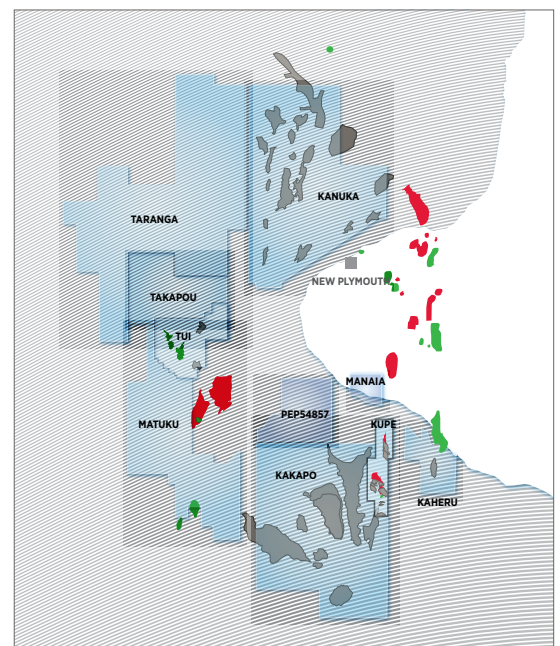 KANUKA
TARANGA
NEW PLYMOUTH
TAKAPOU
TUI
MANAIA
PEP54857
MATUKU
KUPE
KAKAPO
KAHERU